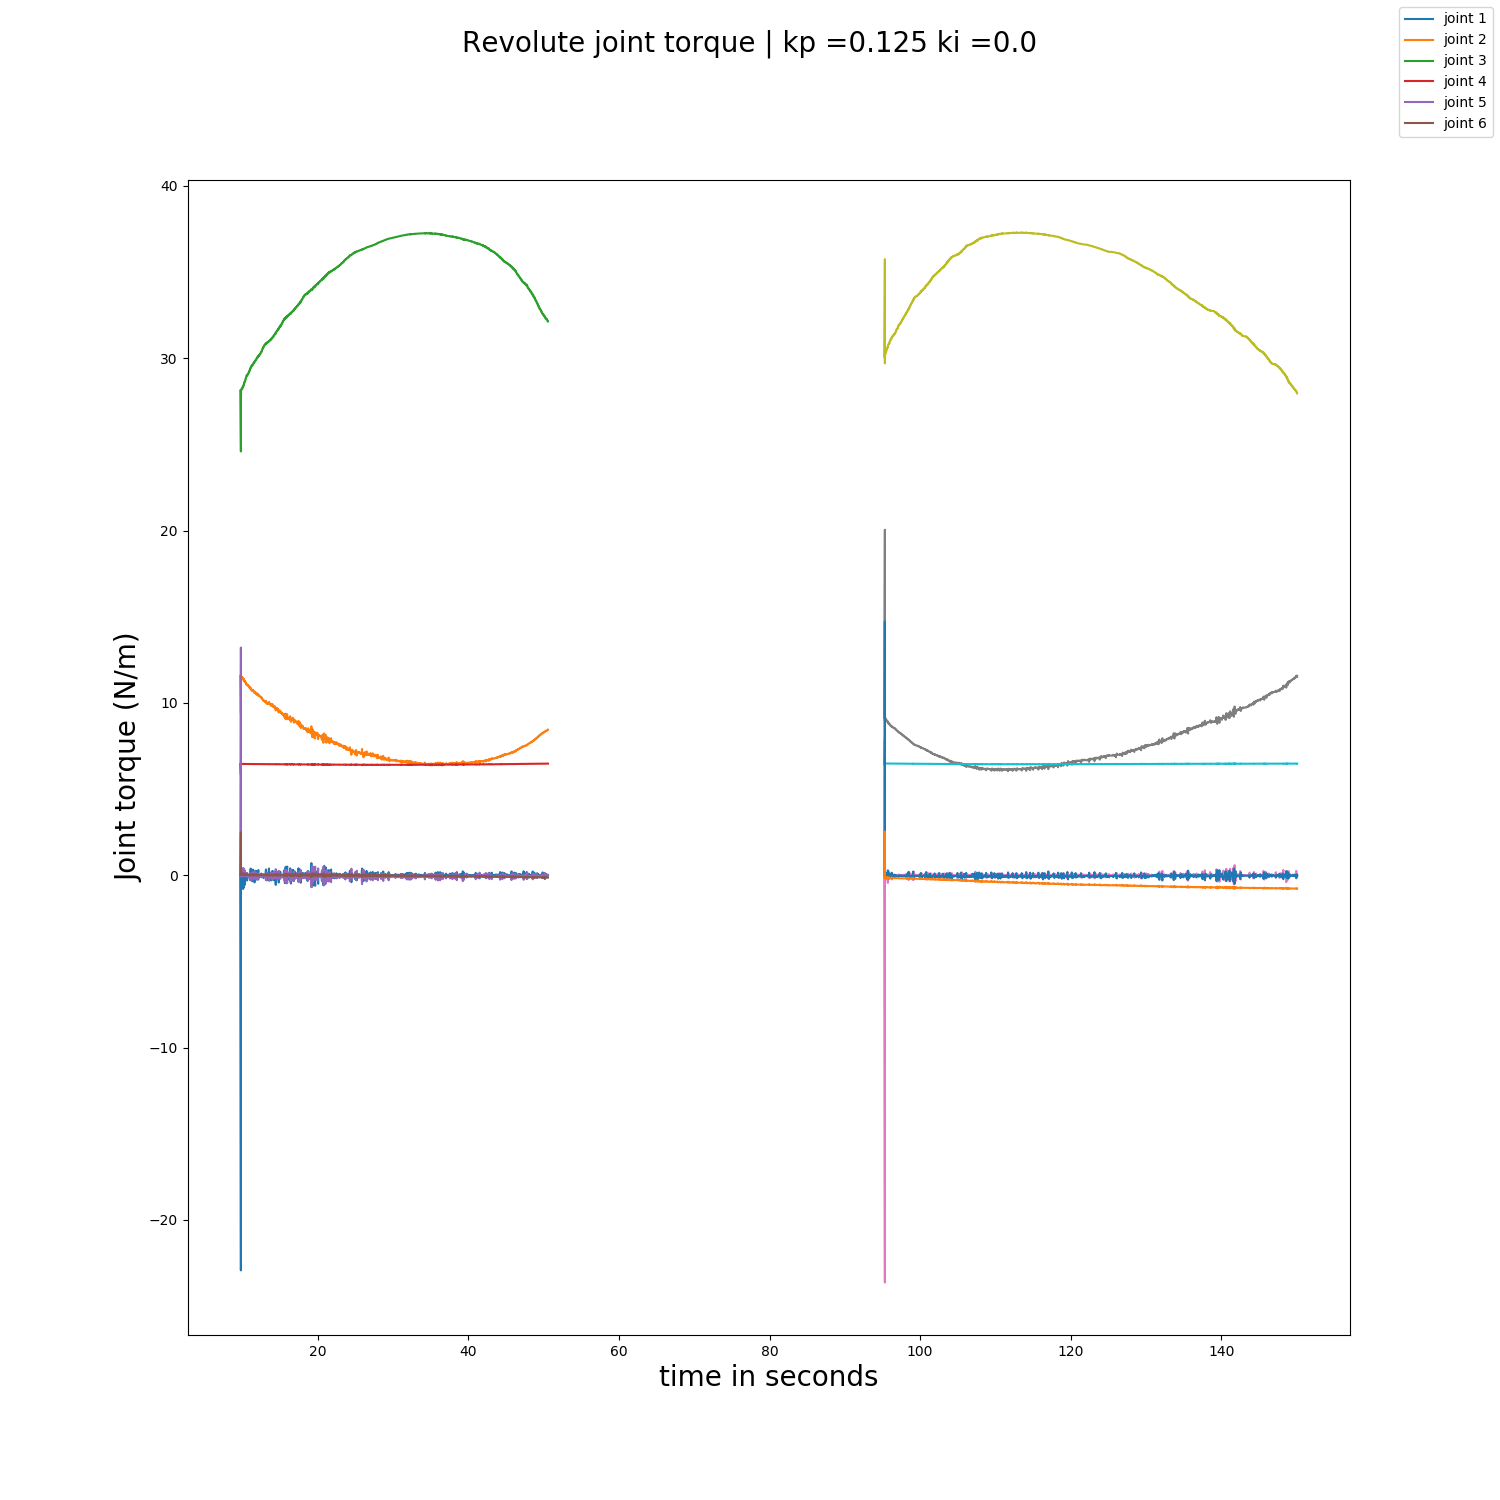 Revolute joint torque | kp =0.125 ki =0.0
joint 1
joint 2
joint 3
joint 4
joint 5
joint 6
40
30
20
10
0
−10
−20
Joint torque (N/m)
20 40 60 80 100 120 140
time in seconds